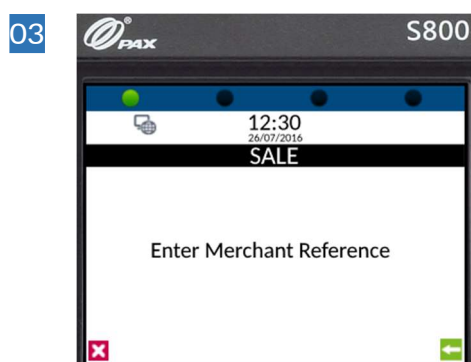 03
PAX S800
12:30
26/07/2016
SALE
Enter Merchant Reference